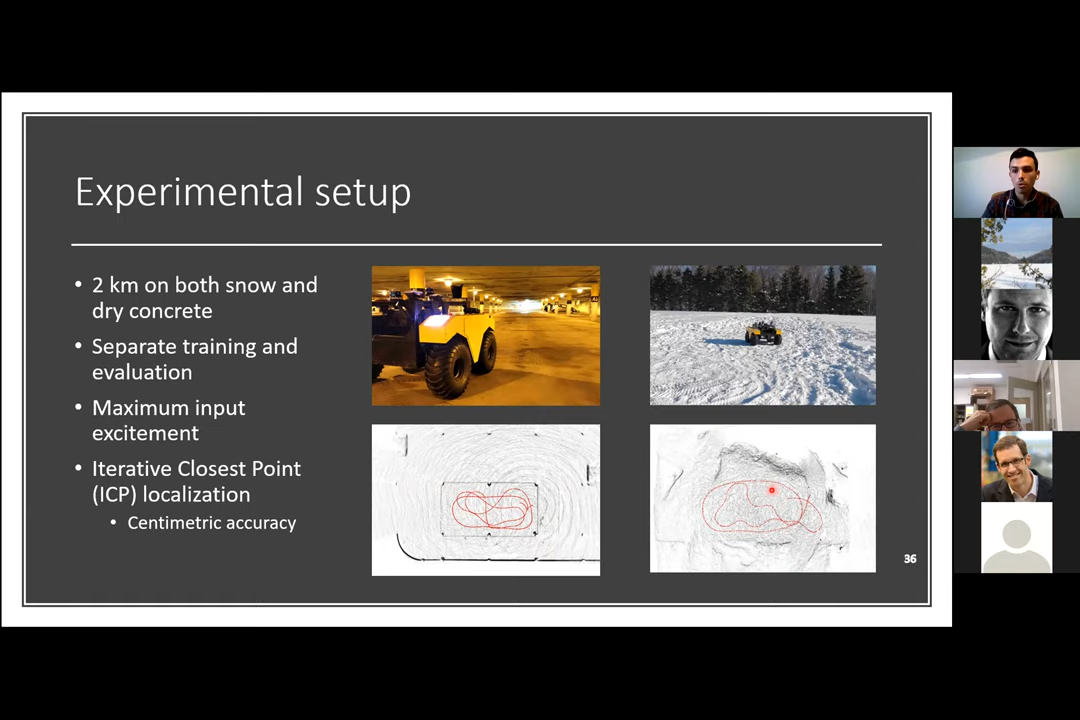 Experimental setup
• 2 km on both snow and
dry concrete
• Separate training and
evaluation
• Maximum input
excitement
• Iterative Closest Point
(ICP) localization
• Centimetric accuracy
36